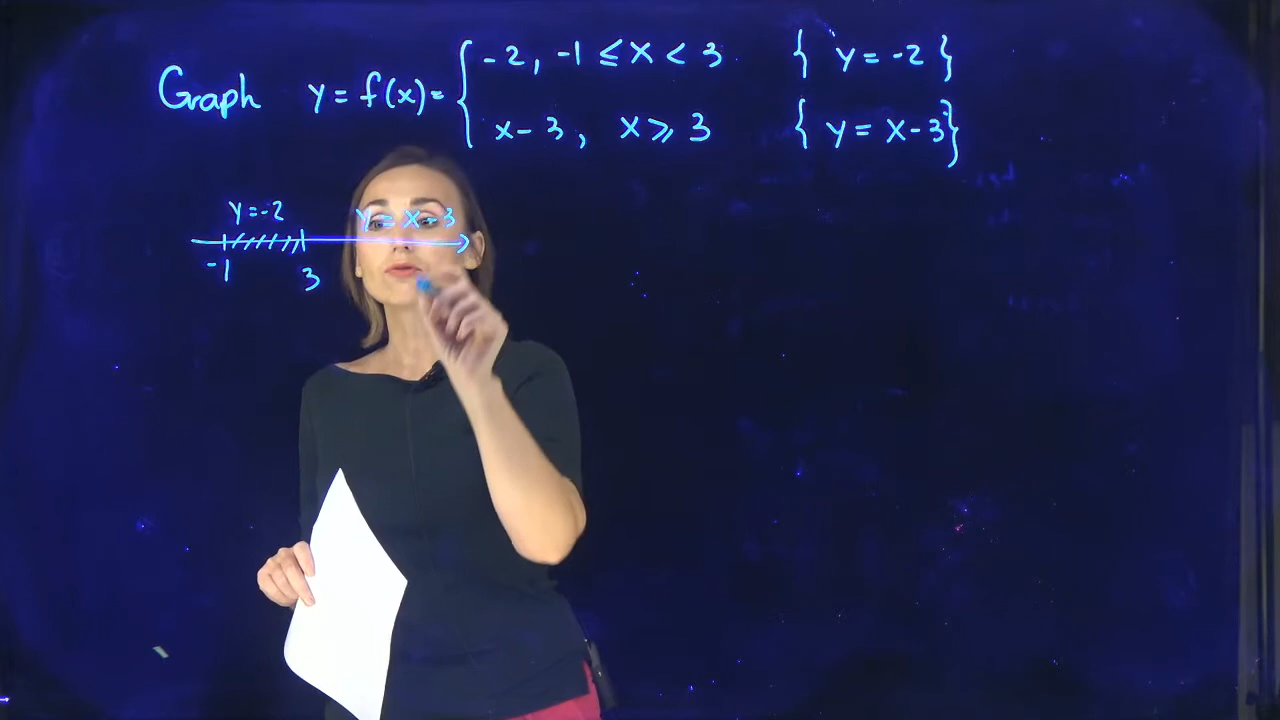 Graph y = f(x) = { -2, -1 ≤ x < 3 { y = -2 }
x - 3, x ⩾ 3 { y = x - 3 }
y = -2 y = x - 3
-1 3